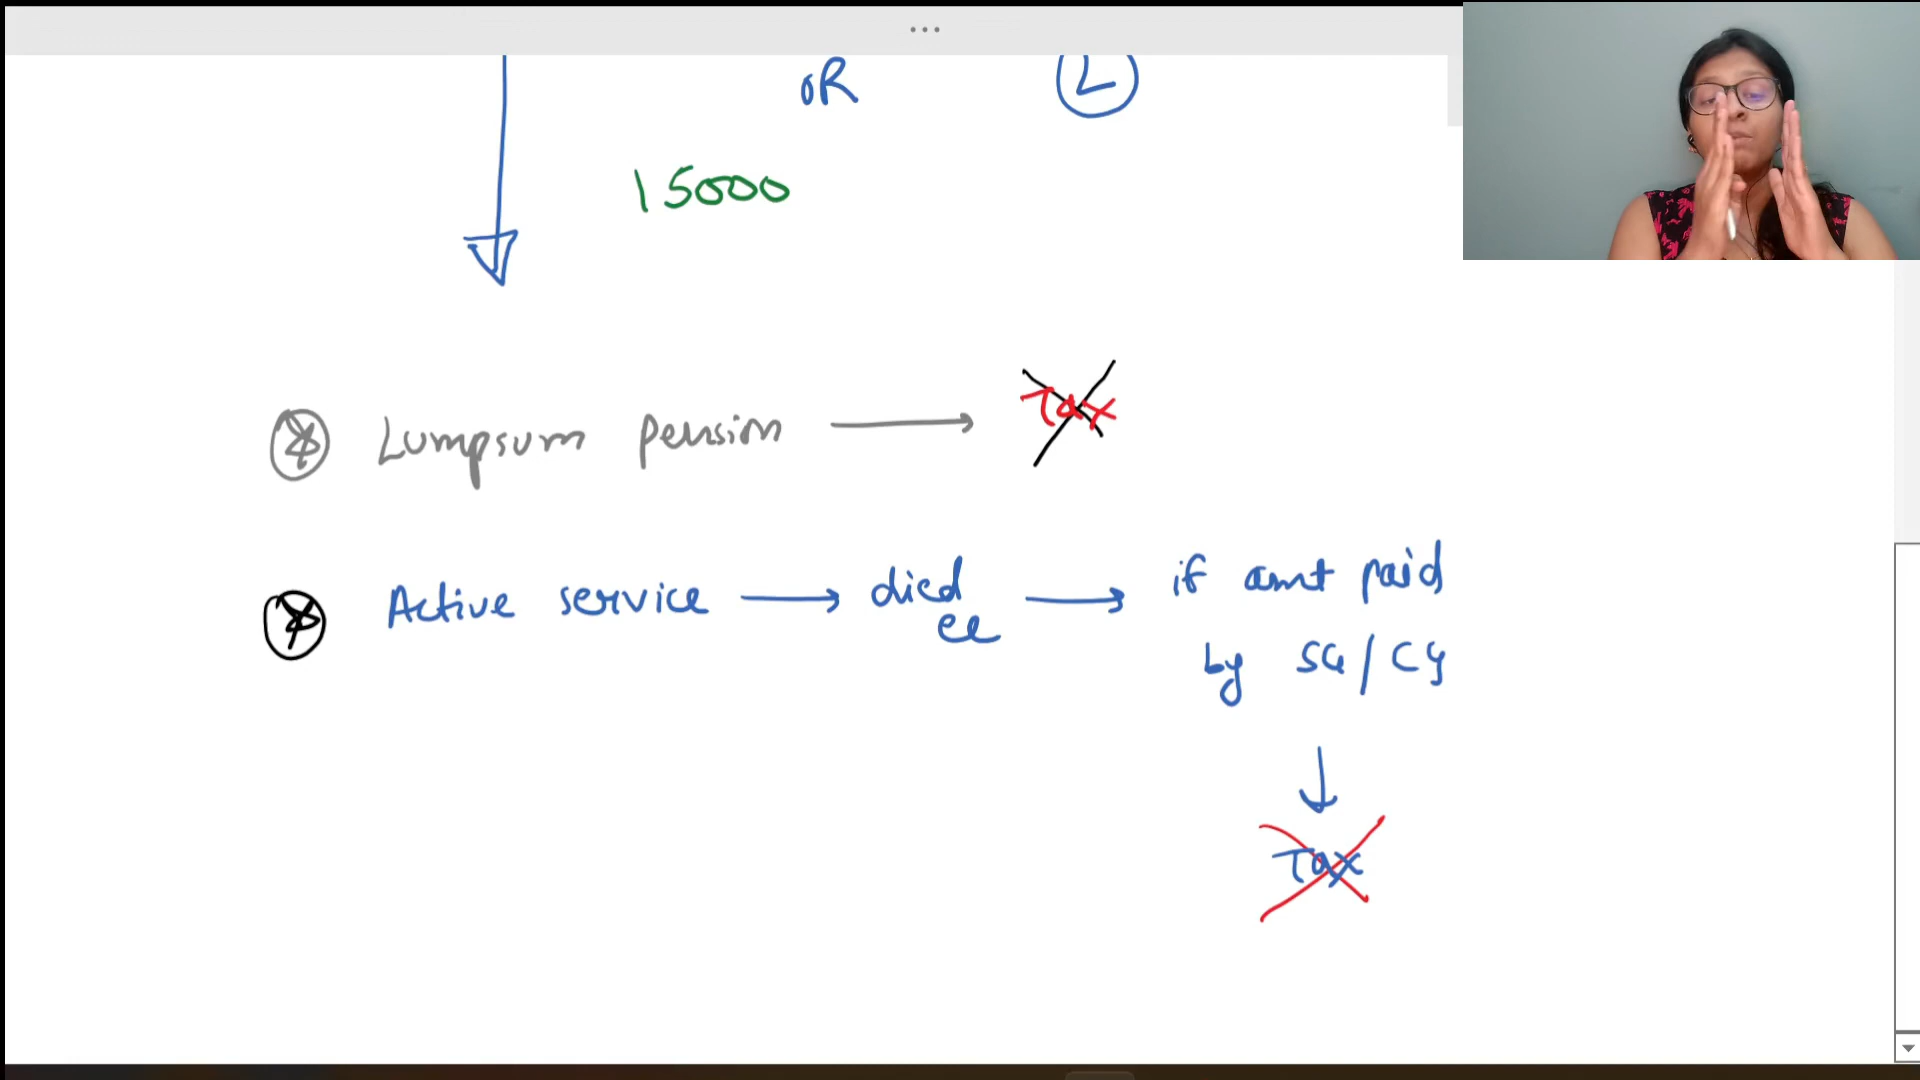 OR L
15000
Lumpsum pension Tax
Active service died if amt paid
ee
by SG/CG
Tax